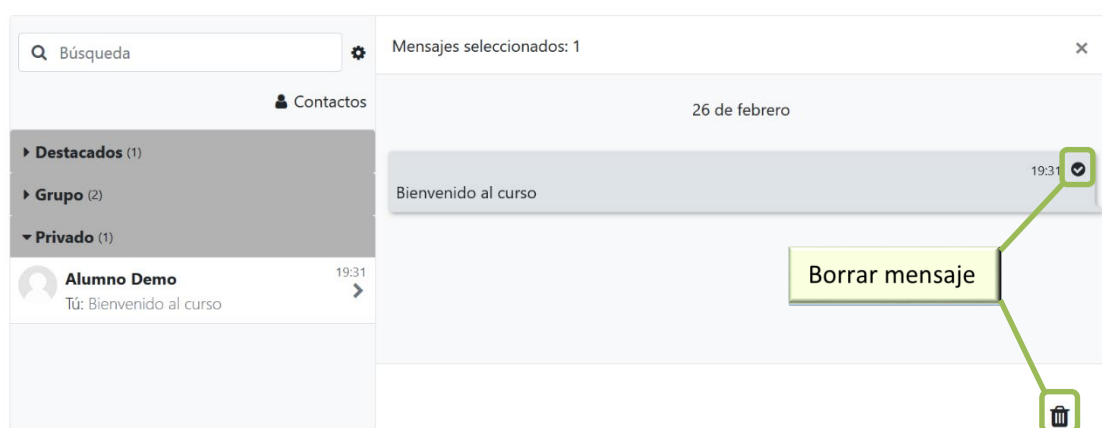 Búsqueda
Contactos
Destacados (1)
Grupo (2)
Privado (1)
Alumno Demo
19:31
Tú: Bienvenido al curso
Mensajes seleccionados: 1
26 de febrero
19:31
Bienvenido al curso
Borrar mensaje